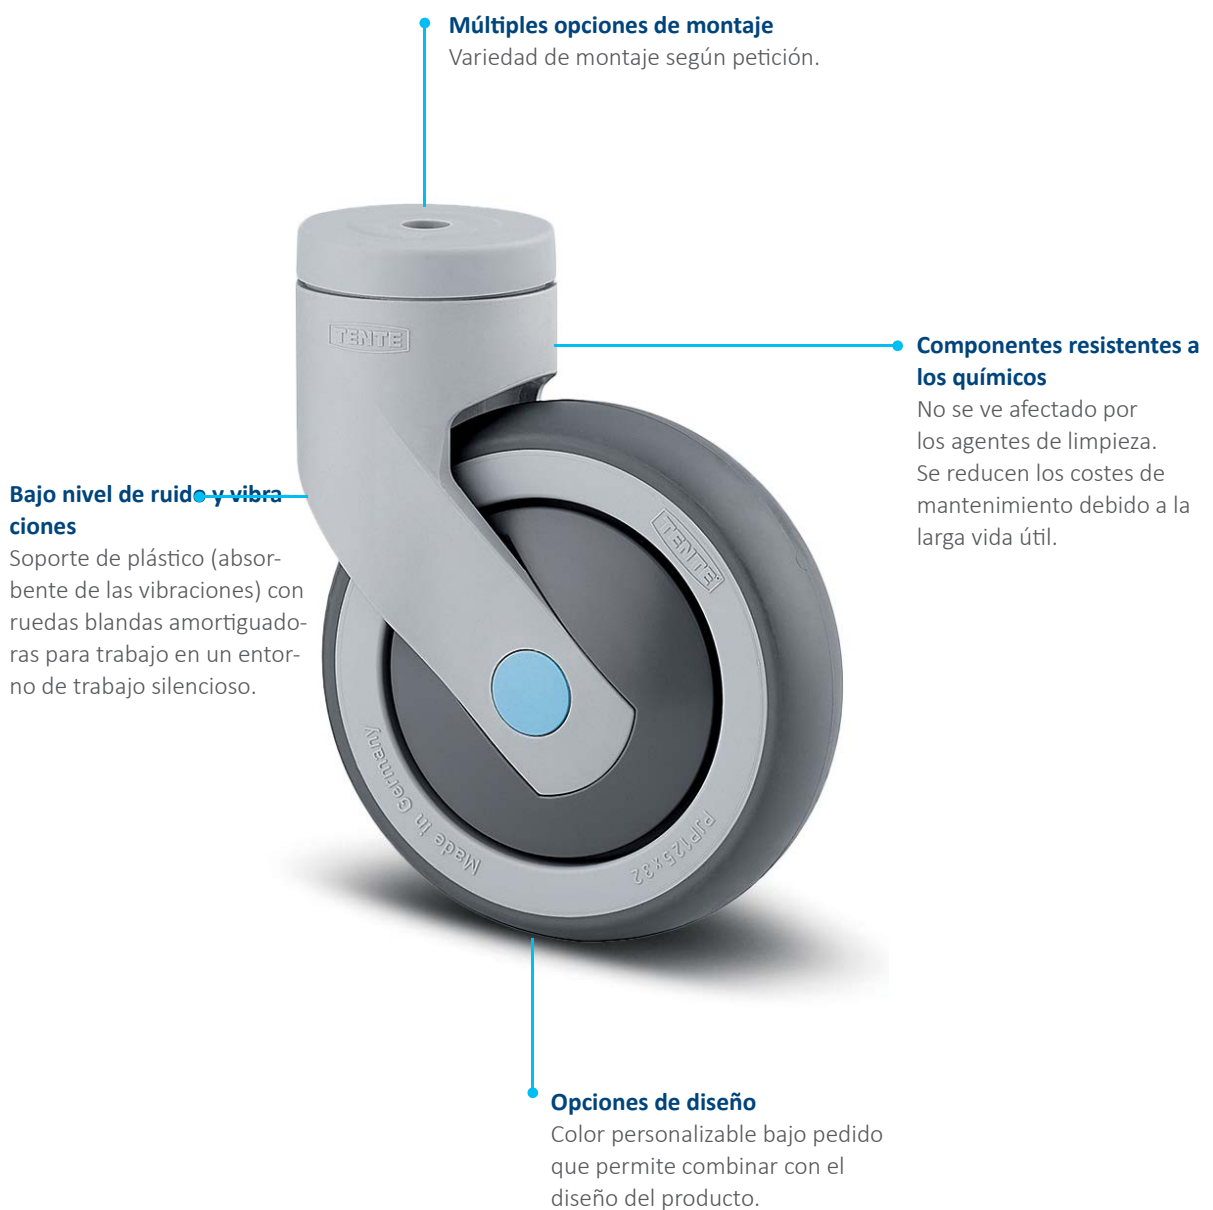 Múltiples opciones de montaje
Variedad de montaje según petición.
TENTE
Componentes resistentes a
los químicos
No se ve afectado por
los agentes de limpieza.
Se reducen los costes de
mantenimiento debido a la
larga vida útil.
Bajo nivel de ruido y vibra
ciones
Soporte de plástico (absor-
bente de las vibraciones) con
ruedas blandas amortiguado-
ras para trabajo en un entor-
no de trabajo silencioso.
TENTE
Made in Germany
PJP125x32
Opciones de diseño
Color personalizable bajo pedido
que permite combinar con el
diseño del producto.